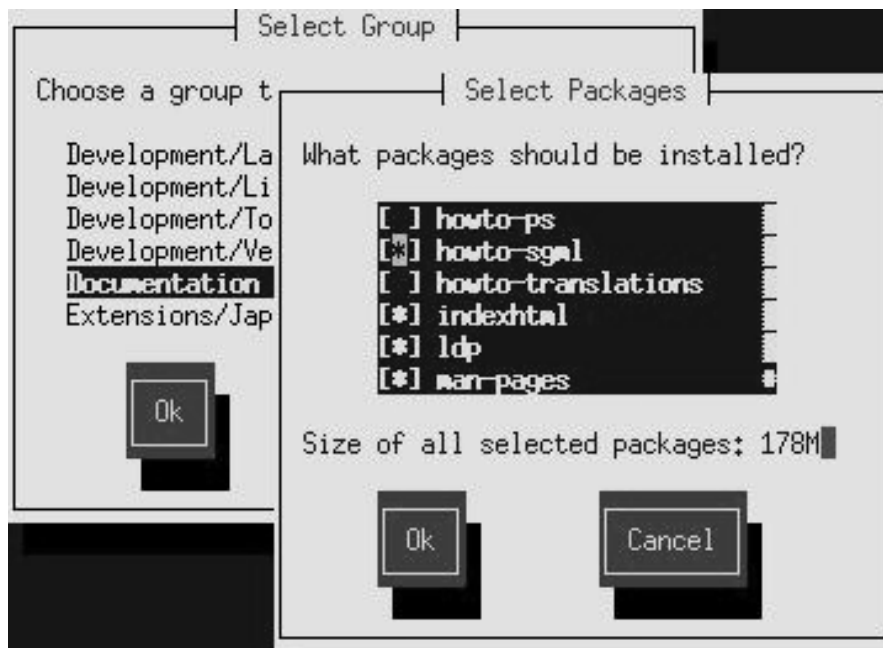 Select Group
Choose a group t
Development/La
Development/Li
Development/To
Development/Ve
Documentation
Extensions/Jap
Ok
Select Packages
What packages should be installed?
[ ] howto-ps
[*] howto-sgml
[ ] howto-translations
[*] indexhtml
[*] ldp
[*] man-pages
Size of all selected packages: 178M
Ok
Cancel